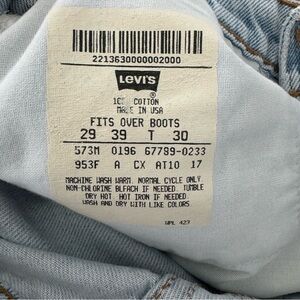 2213630000002000
LEVI'S
®
100% COTTON
MADE IN USA
FITS OVER BOOTS
29 39 T 30
573M 0196 67789-0233
953F A CX AT10 17
MACHINE WASH WARM. NORMAL CYCLE ONLY.
NON-CHLORINE BLEACH IF NEEDED. TUMBLE
DRY HOT. HOT IRON IF NEEDED.
WASH AND DRY WITH LIKE COLORS
WPL 423